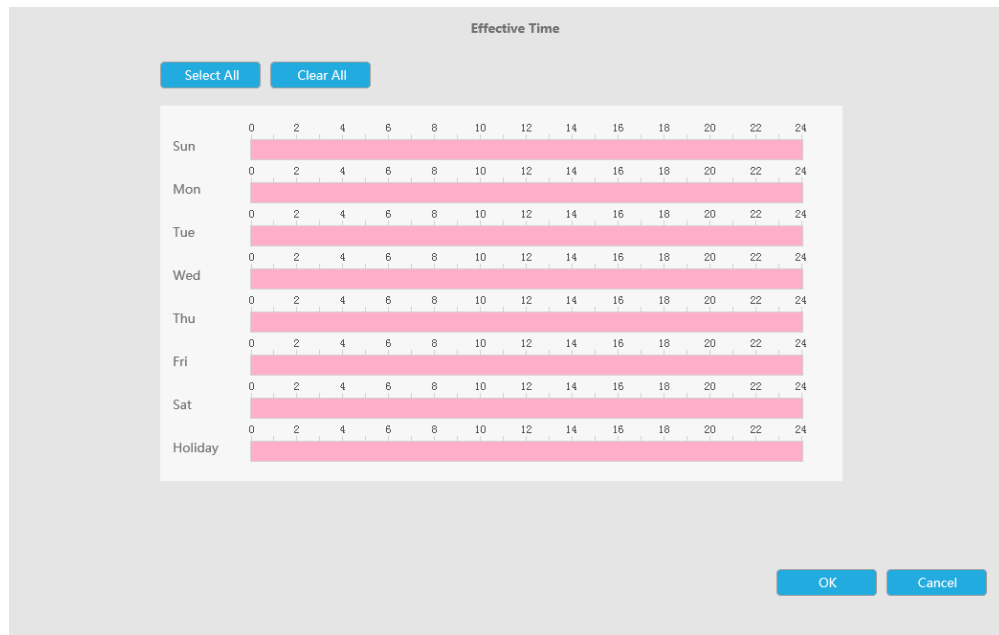 Effective Time
Select All Clear All
0 2 4 6 8 10 12 14 16 18 20 22 24
Sun
0 2 4 6 8 10 12 14 16 18 20 22 24
Mon
0 2 4 6 8 10 12 14 16 18 20 22 24
Tue
0 2 4 6 8 10 12 14 16 18 20 22 24
Wed
0 2 4 6 8 10 12 14 16 18 20 22 24
Thu
0 2 4 6 8 10 12 14 16 18 20 22 24
Fri
0 2 4 6 8 10 12 14 16 18 20 22 24
Sat
0 2 4 6 8 10 12 14 16 18 20 22 24
Holiday
OK Cancel